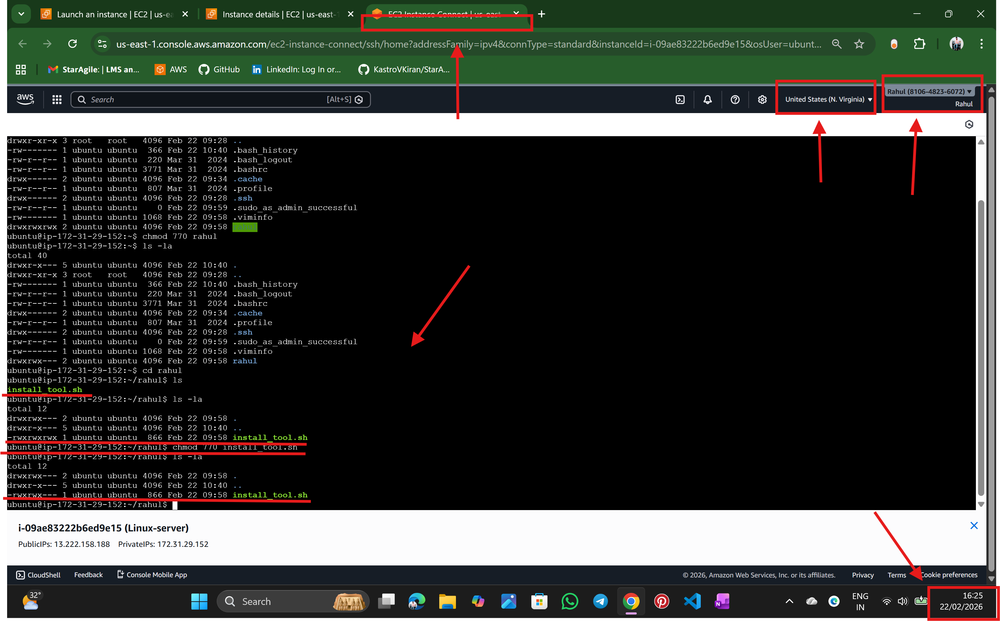 Launch an instance | EC2 | us-ea
Instance details | EC2 | us-east-1
EC2 Instance Connect | us-east
us-east-1.console.aws.amazon.com/ec2-instance-connect/ssh/home?addressFamily=ipv4&connType=standard&instanceId=i-09ae83222b6ed9e15&osUser=ubunt...
StarAgile: | LMS an...
AWS
GitHub
LinkedIn: Log In or...
KastroVKiran/StarA...
aws
Search
[Alt+S]
United States (N. Virginia)
Rahul (8106-4823-6072)
Rahul
drwxr-xr-x 3 root   root   4096 Feb 22 09:28 ..
-rw------- 1 ubuntu ubuntu  366 Feb 22 10:40 .bash_history
-rw-r--r-- 1 ubuntu ubuntu  220 Mar 31  2024 .bash_logout
-rw-r--r-- 1 ubuntu ubuntu 3771 Mar 31  2024 .bashrc
drwx------ 2 ubuntu ubuntu 4096 Feb 22 09:34 .cache
-rw-r--r-- 1 ubuntu ubuntu  807 Mar 31  2024 .profile
drwx------ 2 ubuntu ubuntu 4096 Feb 22 09:28 .ssh
-rw-r--r-- 1 ubuntu ubuntu    0 Feb 22 09:59 .sudo_as_admin_successful
-rw------- 1 ubuntu ubuntu 1068 Feb 22 09:58 .viminfo
drwxrwxrwx 2 ubuntu ubuntu 4096 Feb 22 09:58 rahul
ubuntu@ip-172-31-29-152:~$ chmod 770 rahul
ubuntu@ip-172-31-29-152:~$ ls -la
total 40
drwxr-x--- 5 ubuntu ubuntu 4096 Feb 22 10:40 .
drwxr-xr-x 3 root   root   4096 Feb 22 09:28 ..
-rw------- 1 ubuntu ubuntu  366 Feb 22 10:40 .bash_history
-rw-r--r-- 1 ubuntu ubuntu  220 Mar 31  2024 .bash_logout
-rw-r--r-- 1 ubuntu ubuntu 3771 Mar 31  2024 .bashrc
drwx------ 2 ubuntu ubuntu 4096 Feb 22 09:34 .cache
-rw-r--r-- 1 ubuntu ubuntu  807 Mar 31  2024 .profile
drwx------ 2 ubuntu ubuntu 4096 Feb 22 09:28 .ssh
-rw-r--r-- 1 ubuntu ubuntu    0 Feb 22 09:59 .sudo_as_admin_successful
-rw------- 1 ubuntu ubuntu 1068 Feb 22 09:58 .viminfo
drwxrwx--- 2 ubuntu ubuntu 4096 Feb 22 09:58 rahul
ubuntu@ip-172-31-29-152:~$ cd rahul
ubuntu@ip-172-31-29-152:~/rahul$ ls
install_tool.sh
ubuntu@ip-172-31-29-152:~/rahul$ ls -la
total 12
drwxrwx--- 2 ubuntu ubuntu 4096 Feb 22 09:58 .
drwxr-x--- 5 ubuntu ubuntu 4096 Feb 22 10:40 ..
-rwxrwxrwx 1 ubuntu ubuntu  866 Feb 22 09:58 install_tool.sh
ubuntu@ip-172-31-29-152:~/rahul$ chmod 770 install_tool.sh
ubuntu@ip-172-31-29-152:~/rahul$ ls -la
total 12
drwxrwx--- 2 ubuntu ubuntu 4096 Feb 22 09:58 .
drwxr-x--- 5 ubuntu ubuntu 4096 Feb 22 10:40 ..
-rwxrwx--- 1 ubuntu ubuntu  866 Feb 22 09:58 install_tool.sh
ubuntu@ip-172-31-29-152:~/rahul$
i-09ae83222b6ed9e15 (Linux-server)
PublicIPs: 13.222.158.188    PrivateIPs: 172.31.29.152
CloudShell
Feedback
Console Mobile App
© 2026, Amazon Web Services, Inc. or its affiliates.
Privacy
Terms
Cookie preferences
32°
Search
ENG
IN
16:25
22/02/2026